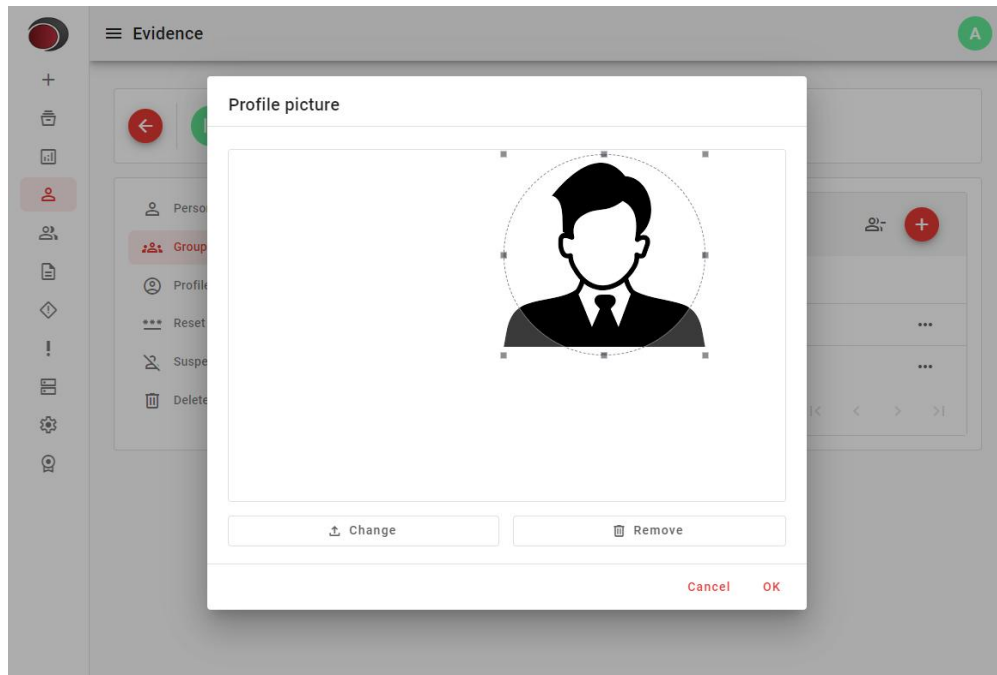 Evidence
A
Profile picture
Perso
Group
Profile
Reset
Suspe
Delete
Change
Remove
Cancel
OK